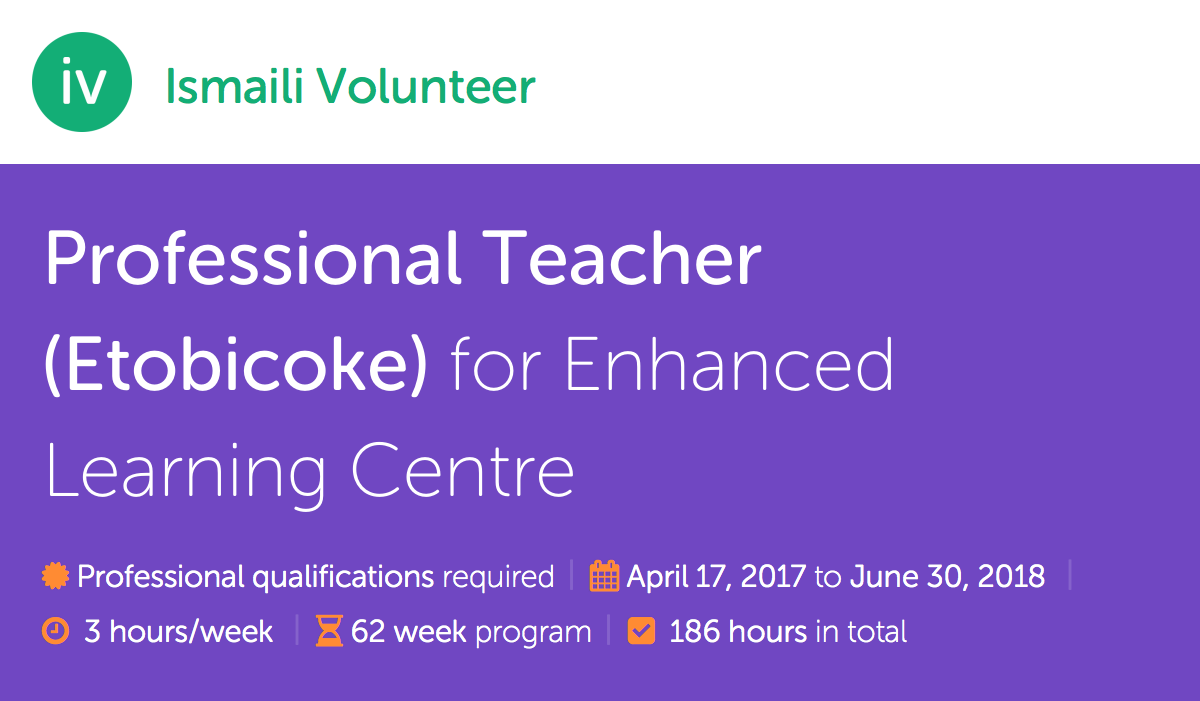 iv
Ismaili Volunteer
Professional Teacher
(Etobicoke) for Enhanced
Learning Centre
Professional qualifications required | April 17, 2017 to June 30, 2018 |
3 hours/week | 62 week program | 186 hours in total